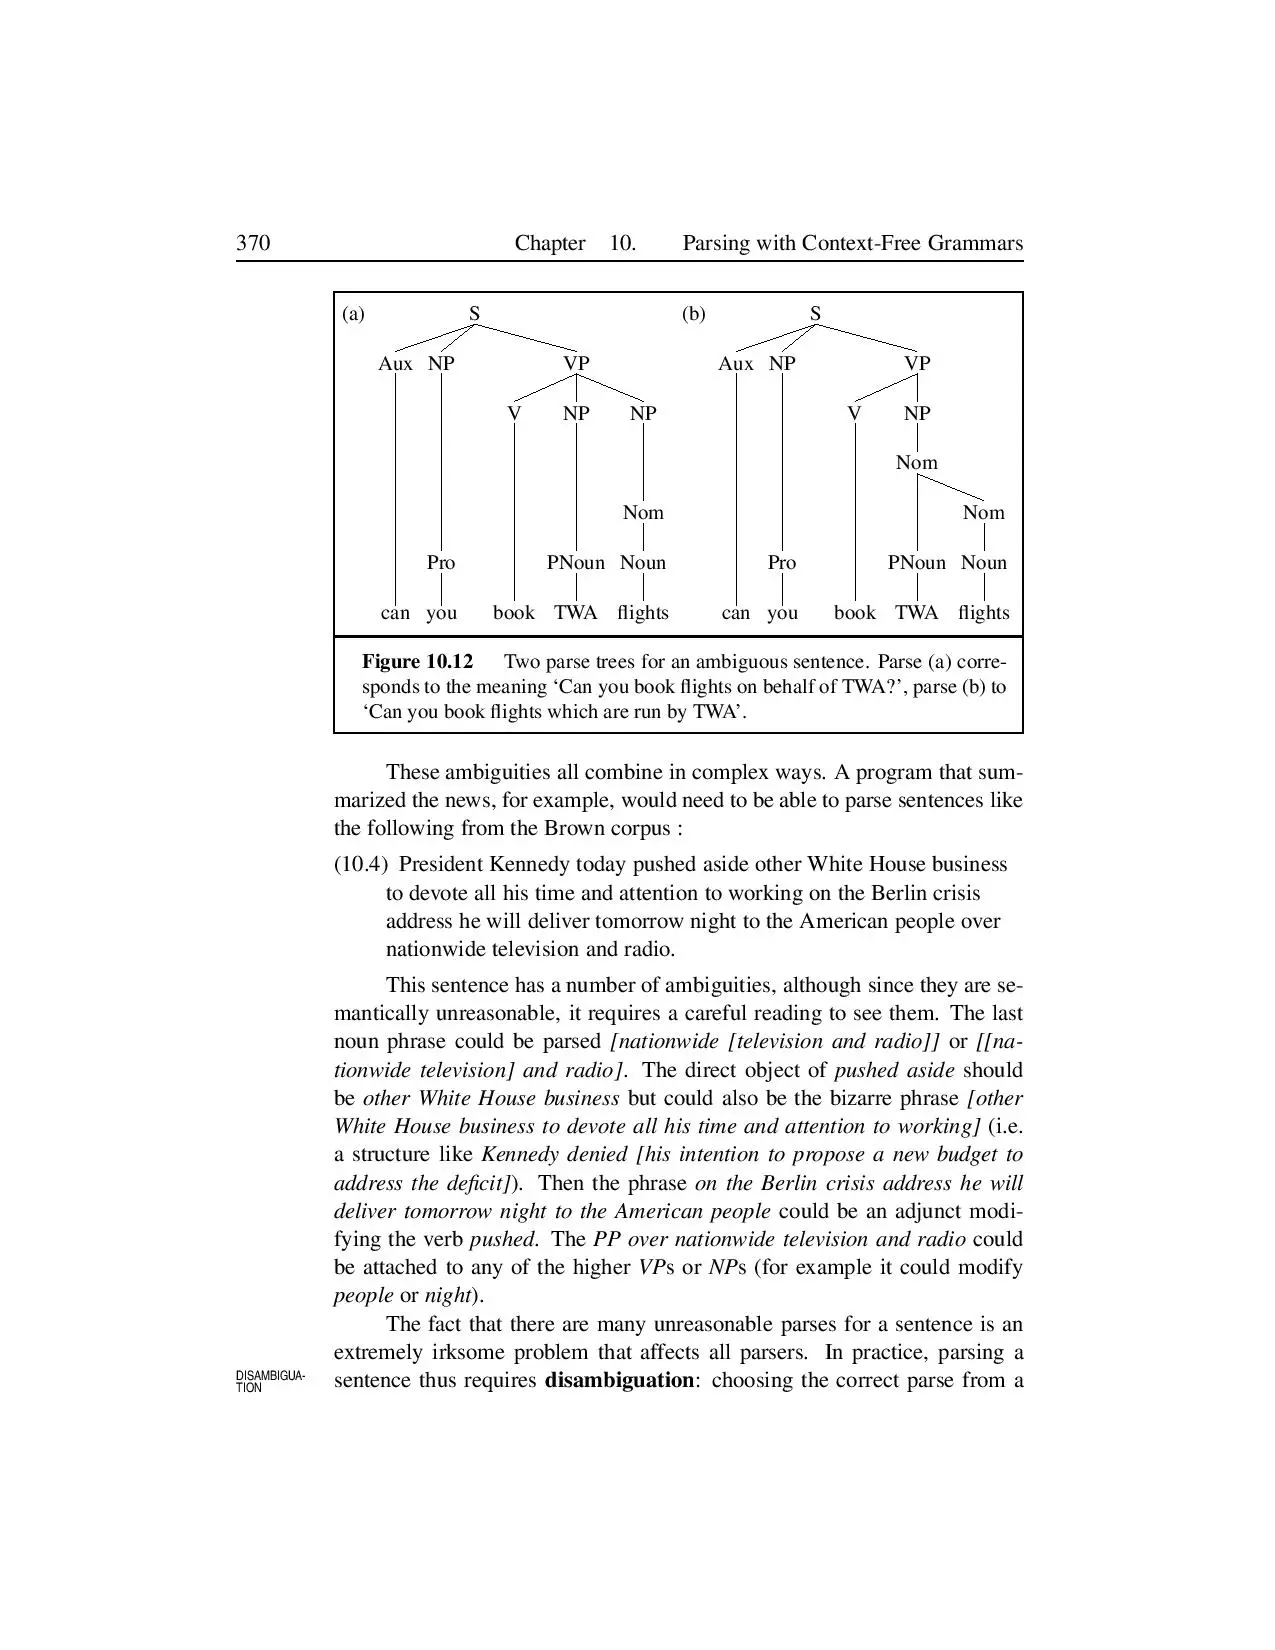 370 Chapter 10. Parsing with Context-Free Grammars
(a) S (b) S
Aux NP VP Aux NP VP
V NP NP V NP
Nom
Nom Nom
Pro PNoun Noun Pro PNoun Noun
can you book TWA flights can you book TWA flights
Figure 10.12 Two parse trees for an ambiguous sentence. Parse (a) corre-
sponds to the meaning ‘Can you book flights on behalf of TWA?’, parse (b) to
‘Can you book flights which are run by TWA’.
These ambiguities all combine in complex ways. A program that sum-
marized the news, for example, would need to be able to parse sentences like
the following from the Brown corpus :
(10.4) President Kennedy today pushed aside other White House business
to devote all his time and attention to working on the Berlin crisis
address he will deliver tomorrow night to the American people over
nationwide television and radio.
This sentence has a number of ambiguities, although since they are se-
mantically unreasonable, it requires a careful reading to see them. The last
noun phrase could be parsed [nationwide [television and radio]] or [[na-
tionwide television] and radio]. The direct object of pushed aside should
be other White House business but could also be the bizarre phrase [other
White House business to devote all his time and attention to working] (i.e.
a structure like Kennedy denied [his intention to propose a new budget to
address the deficit]). Then the phrase on the Berlin crisis address he will
deliver tomorrow night to the American people could be an adjunct modi-
fying the verb pushed. The PP over nationwide television and radio could
be attached to any of the higher VPs or NPs (for example it could modify
people or night).
The fact that there are many unreasonable parses for a sentence is an
extremely irksome problem that affects all parsers. In practice, parsing a
DISAMBIGUA-
TION
sentence thus requires disambiguation: choosing the correct parse from a